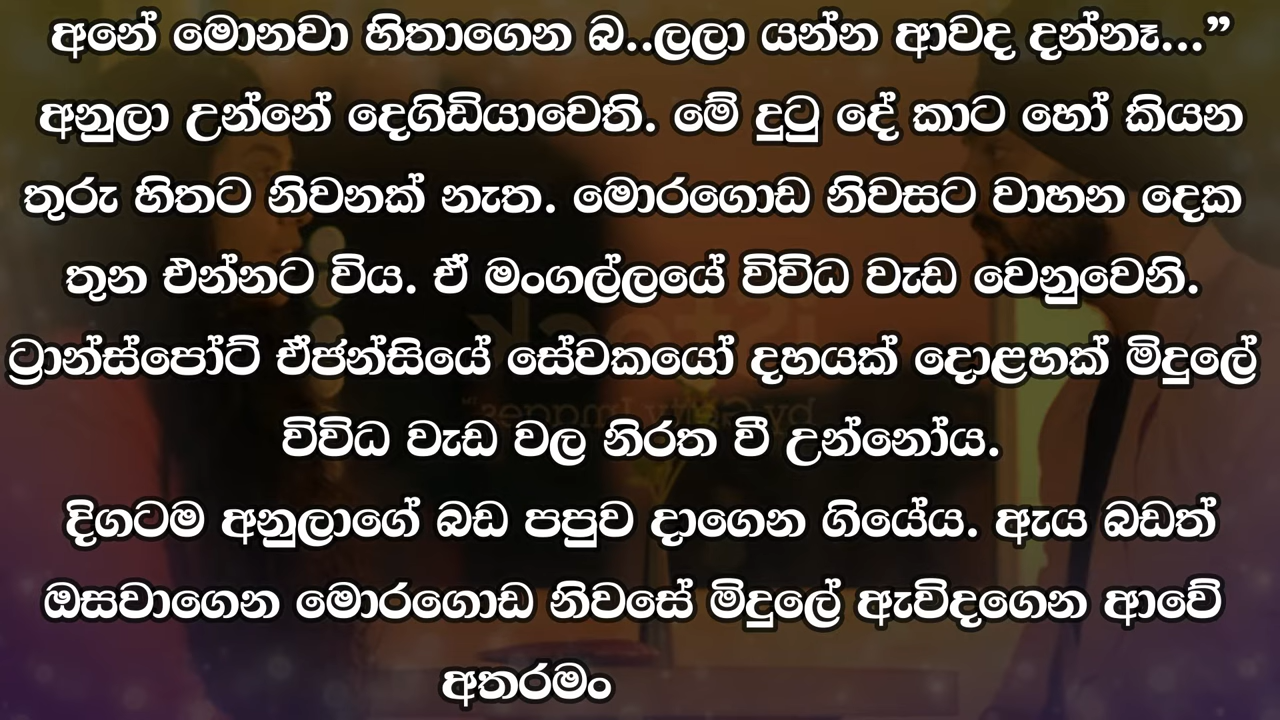 අනේ මොනවා හිතාගෙන බ..ලලා යන්න ආවද දන්නෑ...”
අනුලා උන්නේ දෙගිඩියාවෙති. මේ දුටු දේ කාට හෝ කියන
තුරු හිතට නිවනක් නැත. මොරගොඩ නිවසට වාහන දෙක
තුන එන්නට විය. ඒ මංගල්ලයේ විවිධ වැඩ වෙනුවෙනි.
ට්‍රාන්ස්පෝට් ඒජන්සියේ සේවකයෝ දහයක් දොළහක් මිදුලේ
විවිධ වැඩ වල නිරත වී උන්නෝය.
දිගටම අනුලාගේ බඩ පපුව දාගෙන ගියේය. ඇය බඩත්
ඔසවාගෙන මොරගොඩ නිවසේ මිදුලේ ඇවිදගෙන ආවේ
අතරමං